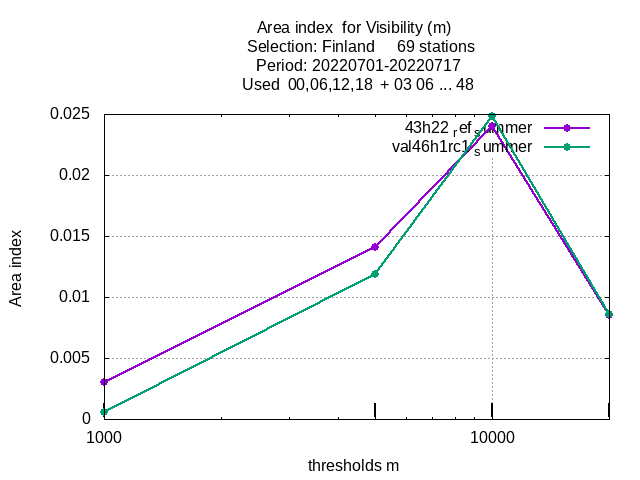 Area index  for Visibility (m)
Selection: Finland     69 stations
Period: 20220701-20220717
Used  00,06,12,18  + 03 06 ... 48
0.025
43h22_ref_summer
val46h1rc1_summer
0.02
0.015
Area index
0.01
0.005
0
1000
10000
thresholds m